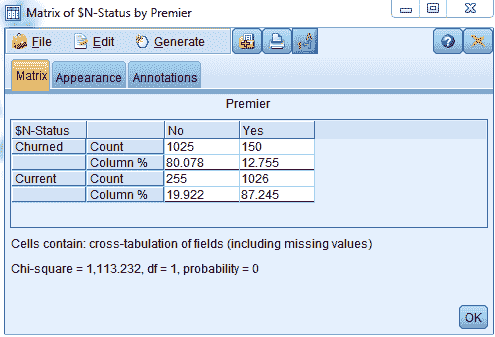 Matrix of $N-Status by Premier
File Edit Generate
Matrix Appearance Annotations
Premier
$N-Status No Yes
Churned Count 1025 150
Column % 80.078 12.755
Current Count 255 1026
Column % 19.922 87.245
Cells contain: cross-tabulation of fields (including missing values)
Chi-square = 1,113.232, df = 1, probability = 0
OK